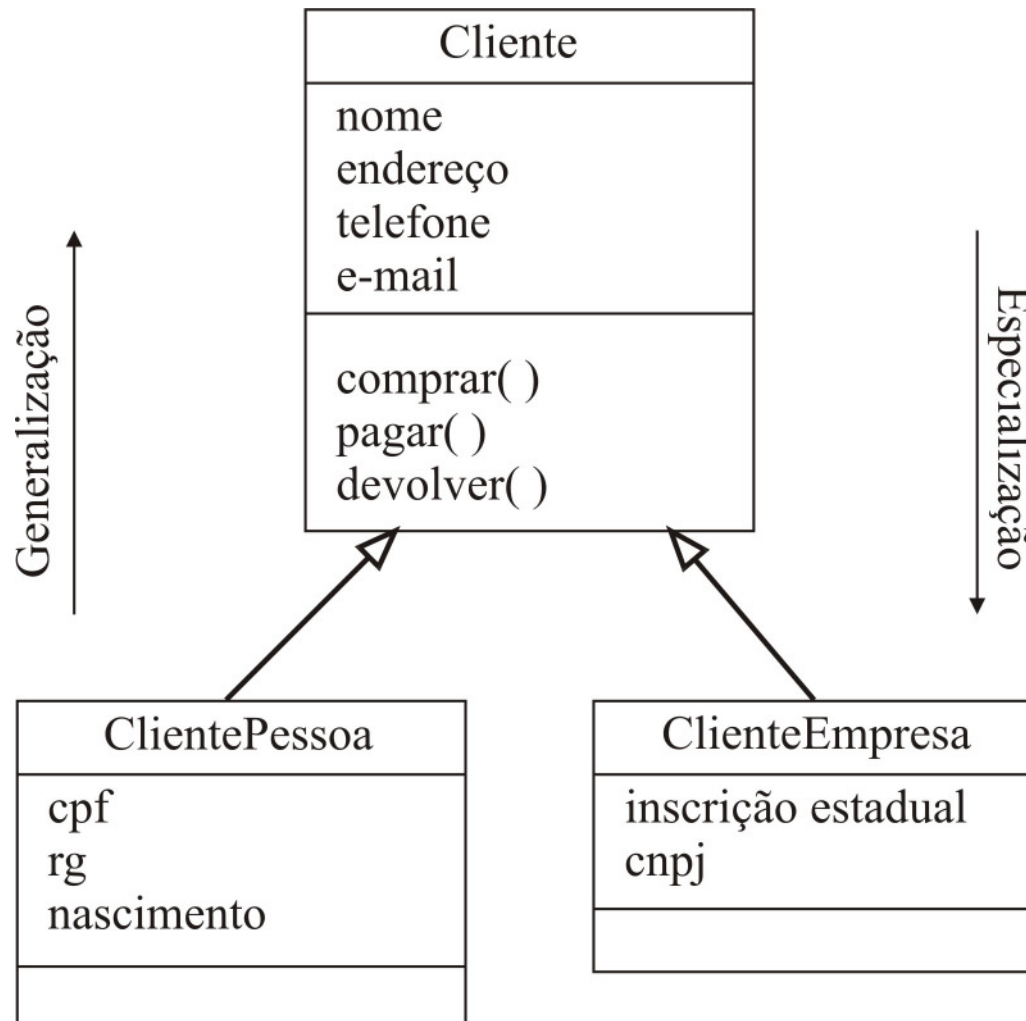 Cliente
nome
endereço
telefone
e-mail
comprar( )
pagar( )
devolver( )
Generalização
Especialização
ClientePessoa
cpf
rg
nascimento
ClienteEmpresa
inscrição estadual
cnpj